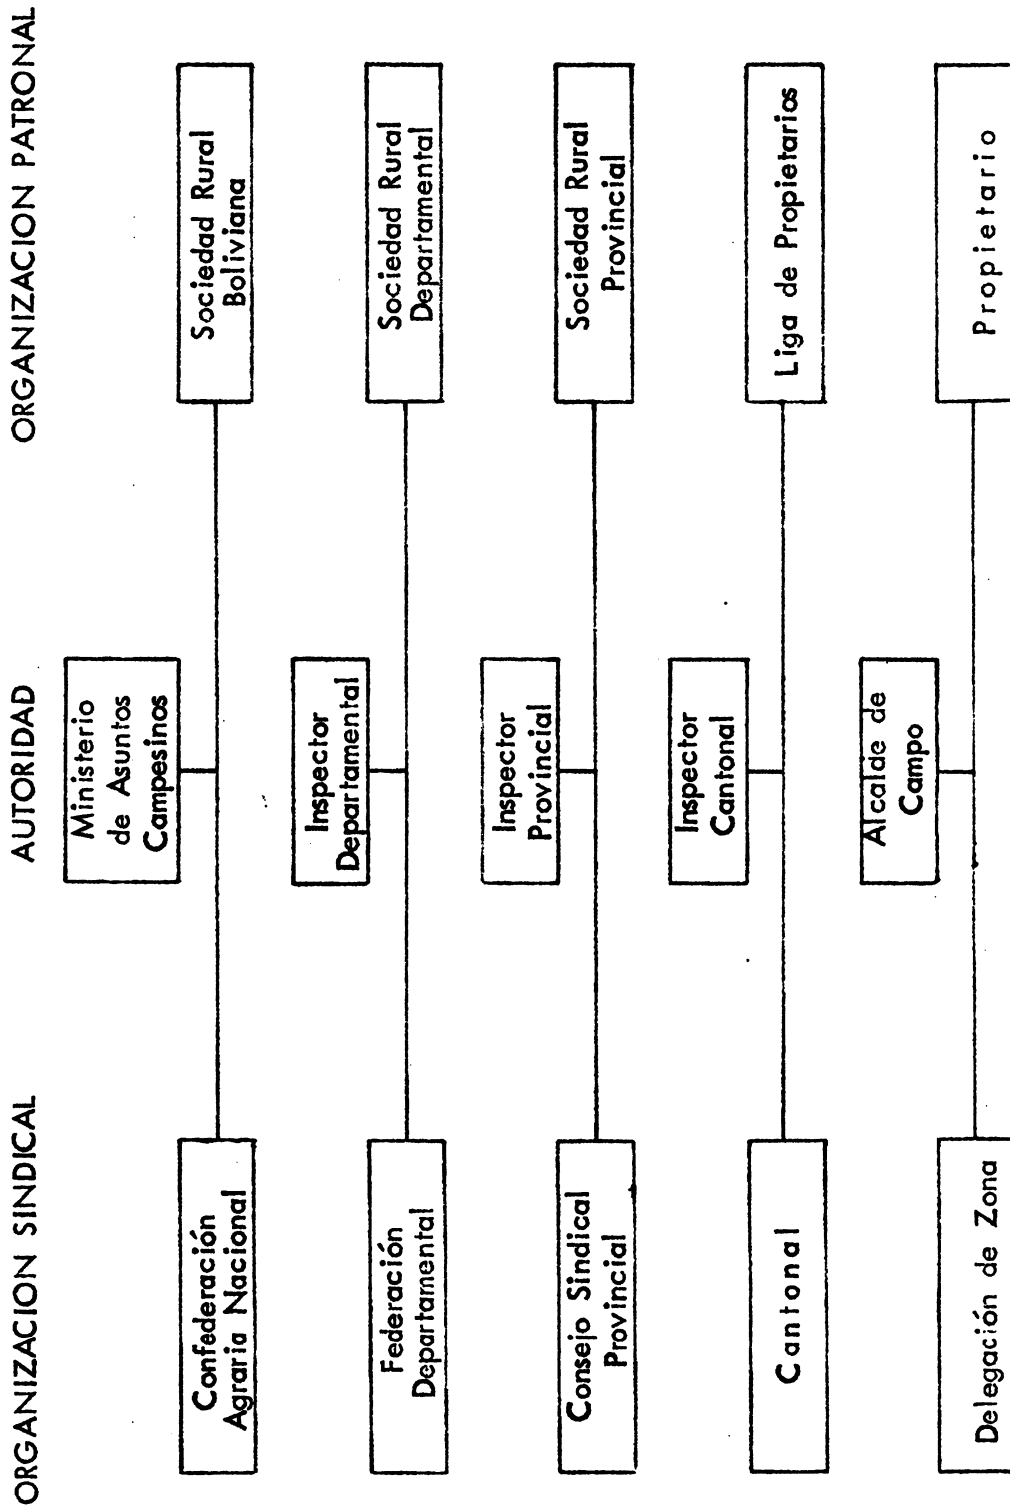 ORGANIZACION SINDICAL
AUTORIDAD
ORGANIZACION PATRONAL
Ministerio
de Asuntos
Campesinos
Confederación
Agraria Nacional
Sociedad Rural
Boliviana
Inspector
Departamental
Federación
Departamental
Sociedad Rural
Departamental
Inspector
Provincial
Consejo Sindical
Provincial
Sociedad Rural
Provincial
Inspector
Cantonal
Cantonal
Liga de Propietarios
Alcalde de
Campo
Delegación de Zona
Propietario